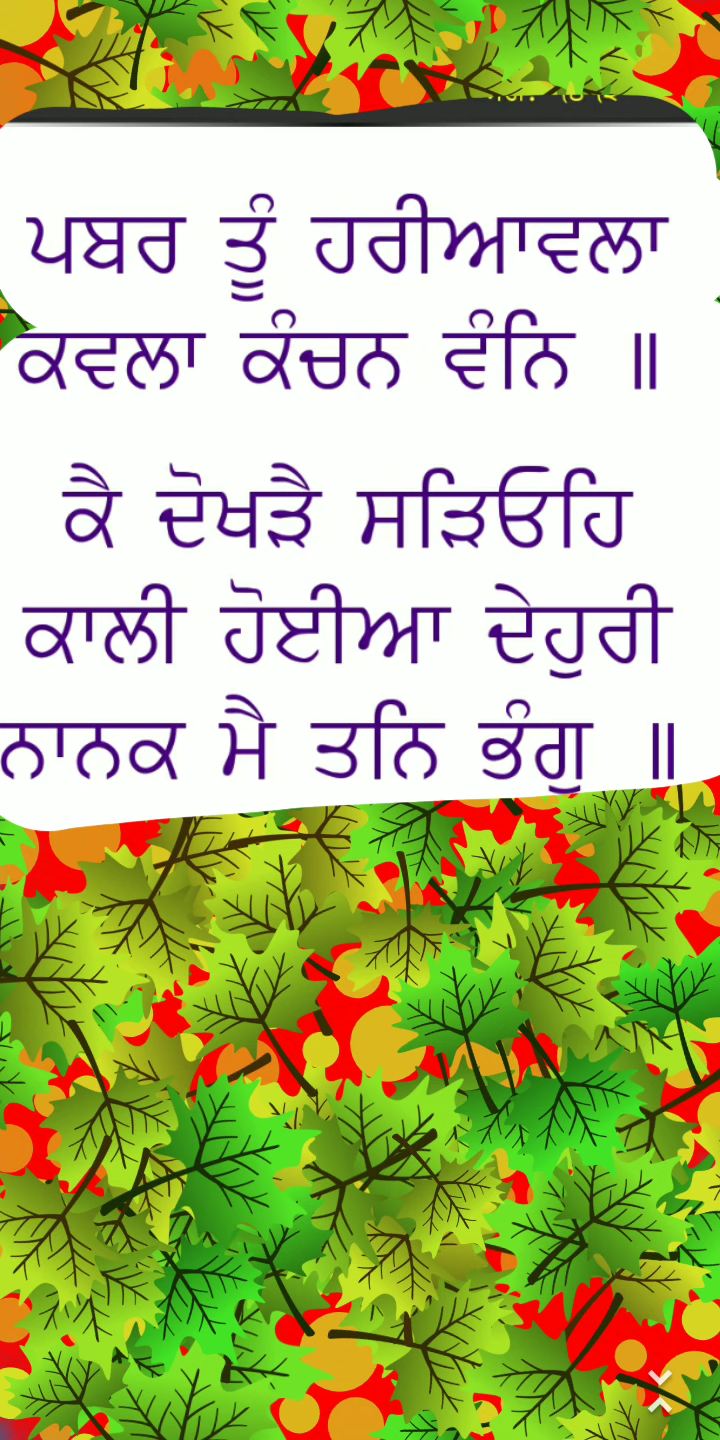 ਪਬਰ ਤੂੰ ਹਰੀਆਵਲਾ
ਕਵਲਾ ਕੰਚਨ ਵੰਨਿ ॥
ਕੈ ਦੋਖੜੈ ਸੜਿਓਹਿ
ਕਾਲੀ ਹੋਈਆ ਦੇਹੁਰੀ
ਨਾਨਕ ਮੈ ਤਨਿ ਭੰਗੁ ॥